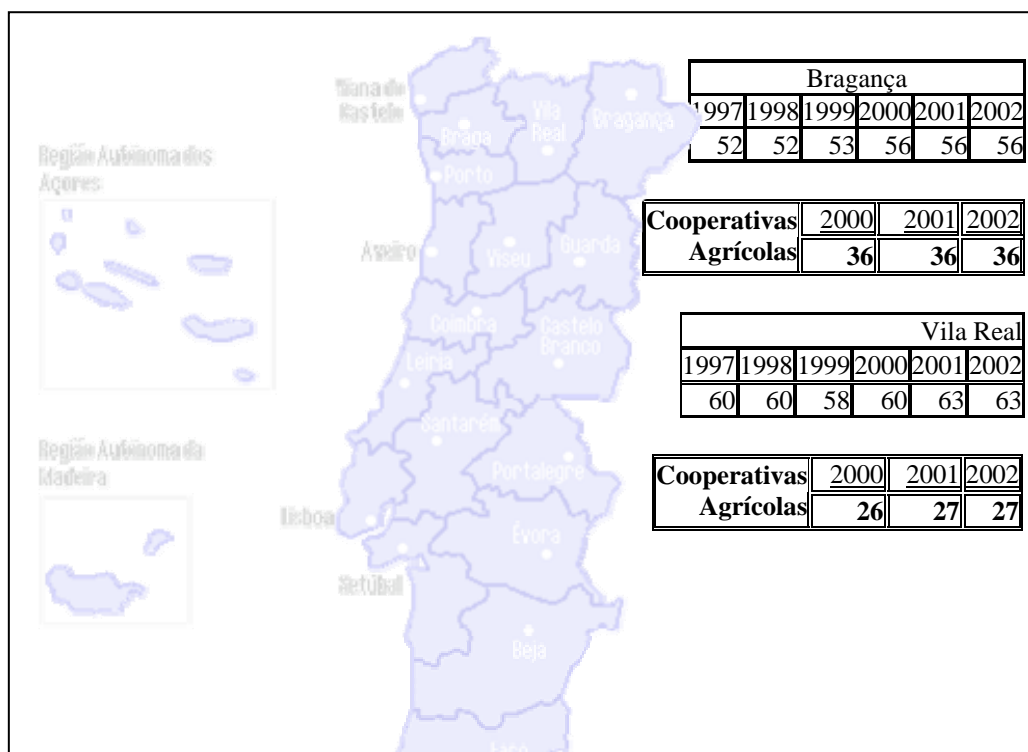 Viana do
Castelo
Braga
Vila
Real
Bragança
Porto
Região Autónoma dos
Açores
Aveiro
Viseu
Guarda
Coimbra
Castelo
Branco
Leiria
Santarém
Portalegre
Região Autónoma da
Madeira
Lisboa
Évora
Setúbal
Beja
Faro
Bragança
1997 1998 1999 2000 2001 2002
52 52 53 56 56 56
Cooperativas 2000 2001 2002
Agrícolas 36 36 36
Vila Real
1997 1998 1999 2000 2001 2002
60 60 58 60 63 63
Cooperativas 2000 2001 2002
Agrícolas 26 27 27